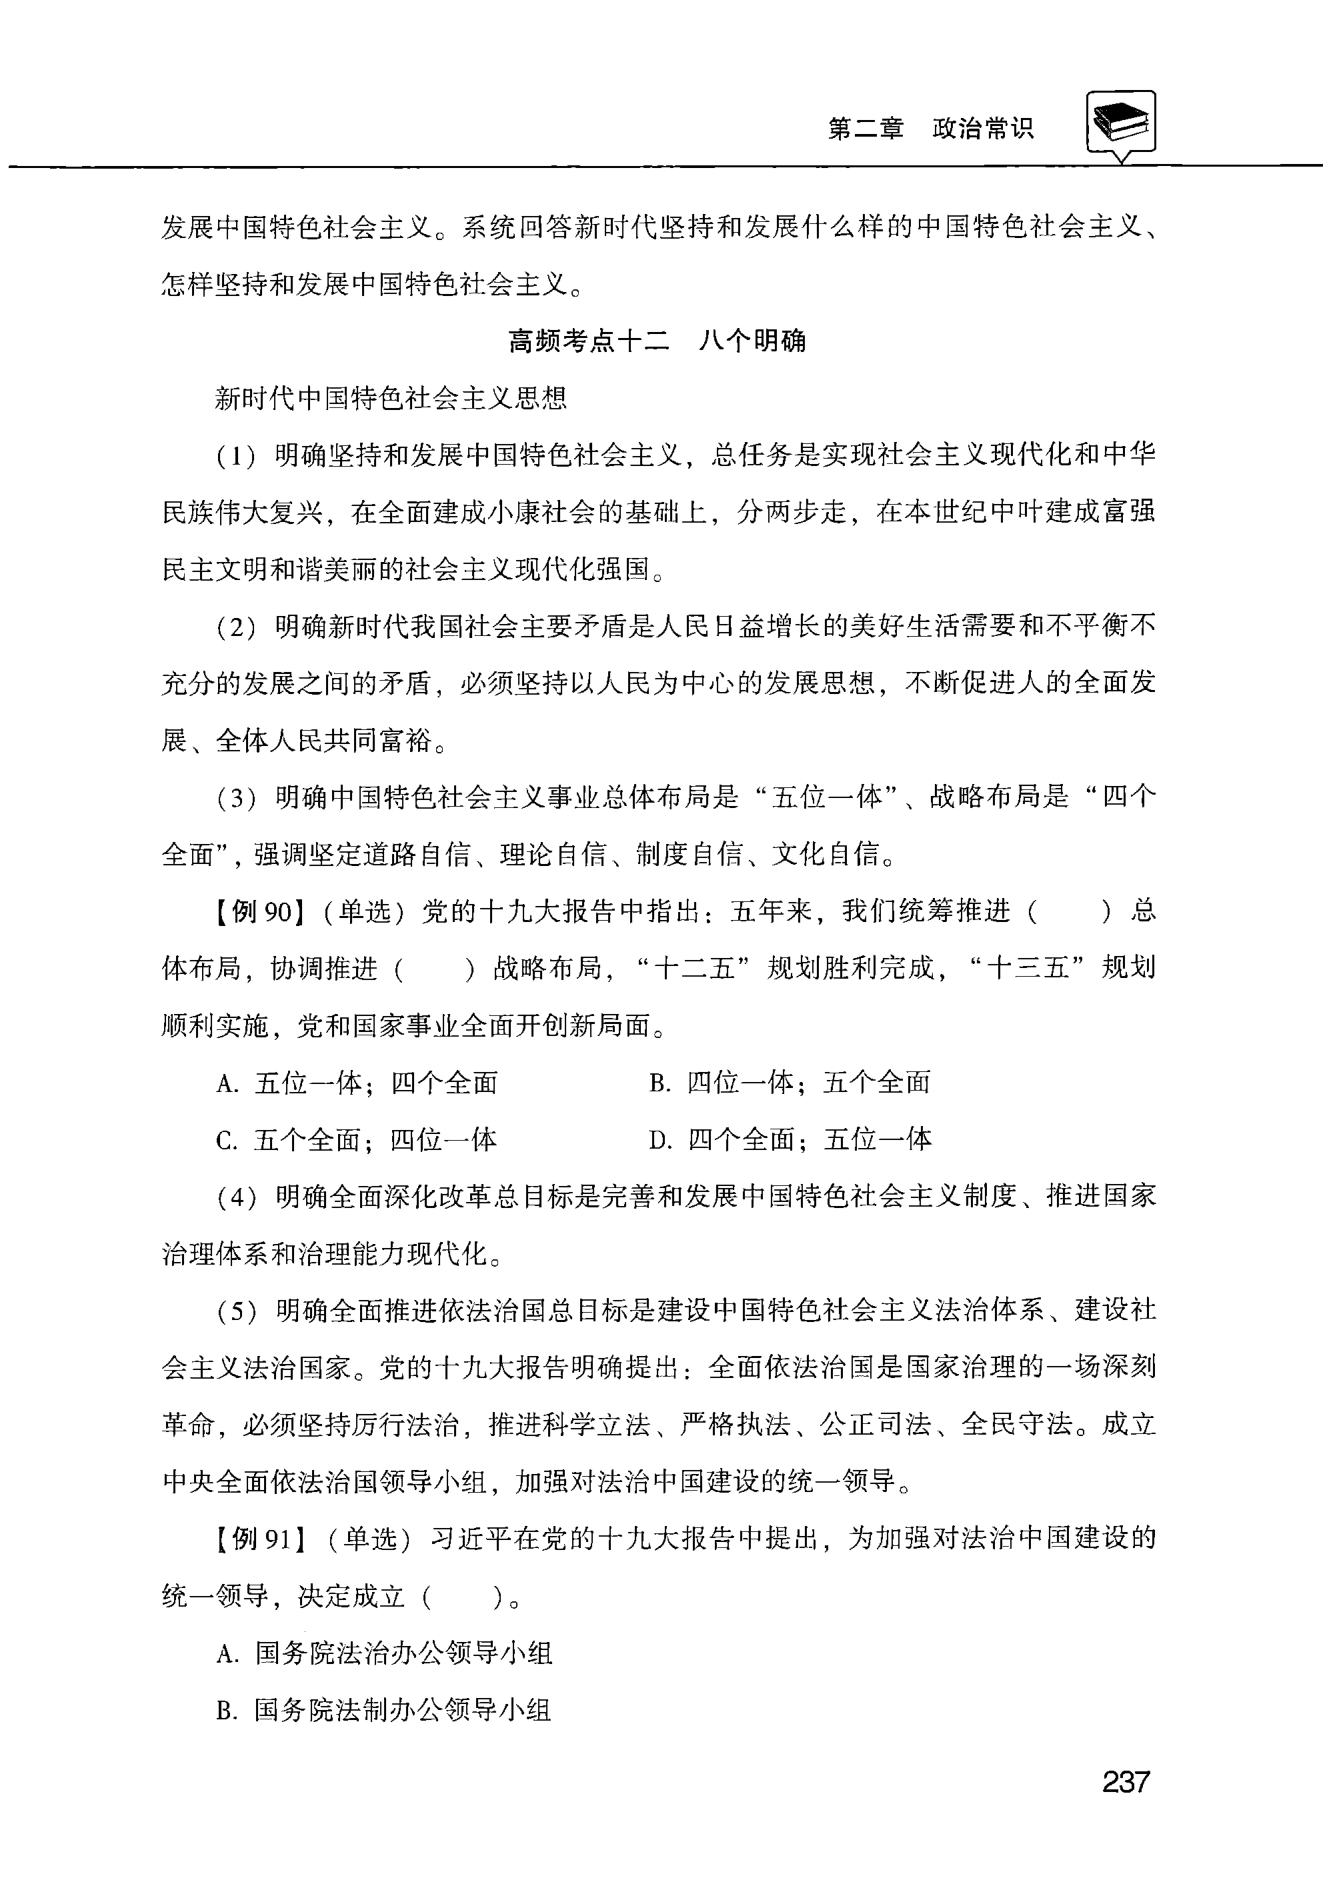 第二章 政治常识
发展中国特色社会主义。系统回答新时代坚持和发展什么样的中国特色社会主义、
怎样坚持和发展中国特色社会主义。
高频考点十二 八个明确
新时代中国特色社会主义思想
(1) 明确坚持和发展中国特色社会主义，总任务是实现社会主义现代化和中华
民族伟大复兴，在全面建成小康社会的基础上，分两步走，在本世纪中叶建成富强
民主文明和谐美丽的社会主义现代化强国。
(2) 明确新时代我国社会主要矛盾是人民日益增长的美好生活需要和不平衡不
充分的发展之间的矛盾，必须坚持以人民为中心的发展思想，不断促进人的全面发
展、全体人民共同富裕。
(3) 明确中国特色社会主义事业总体布局是“五位一体”、战略布局是“四个
全面”，强调坚定道路自信、理论自信、制度自信、文化自信。
【例 90】(单选) 党的十九大报告中指出：五年来，我们统筹推进 (　　) 总
体布局，协调推进 (　　) 战略布局，“十二五” 规划胜利完成，“十三五” 规划
顺利实施，党和国家事业全面开创新局面。
A. 五位一体；四个全面 B. 四位一体；五个全面
C. 五个全面；四位一体 D. 四个全面；五位一体
(4) 明确全面深化改革总目标是完善和发展中国特色社会主义制度、推进国家
治理体系和治理能力现代化。
(5) 明确全面推进依法治国总目标是建设中国特色社会主义法治体系、建设社
会主义法治国家。党的十九大报告明确提出：全面依法治国是国家治理的一场深刻
革命，必须坚持厉行法治，推进科学立法、严格执法、公正司法、全民守法。成立
中央全面依法治国领导小组，加强对法治中国建设的统一领导。
【例 91】(单选) 习近平在党的十九大报告中提出，为加强对法治中国建设的
统一领导，决定成立 (　　)。
A. 国务院法治办公领导小组
B. 国务院法制办公领导小组
237